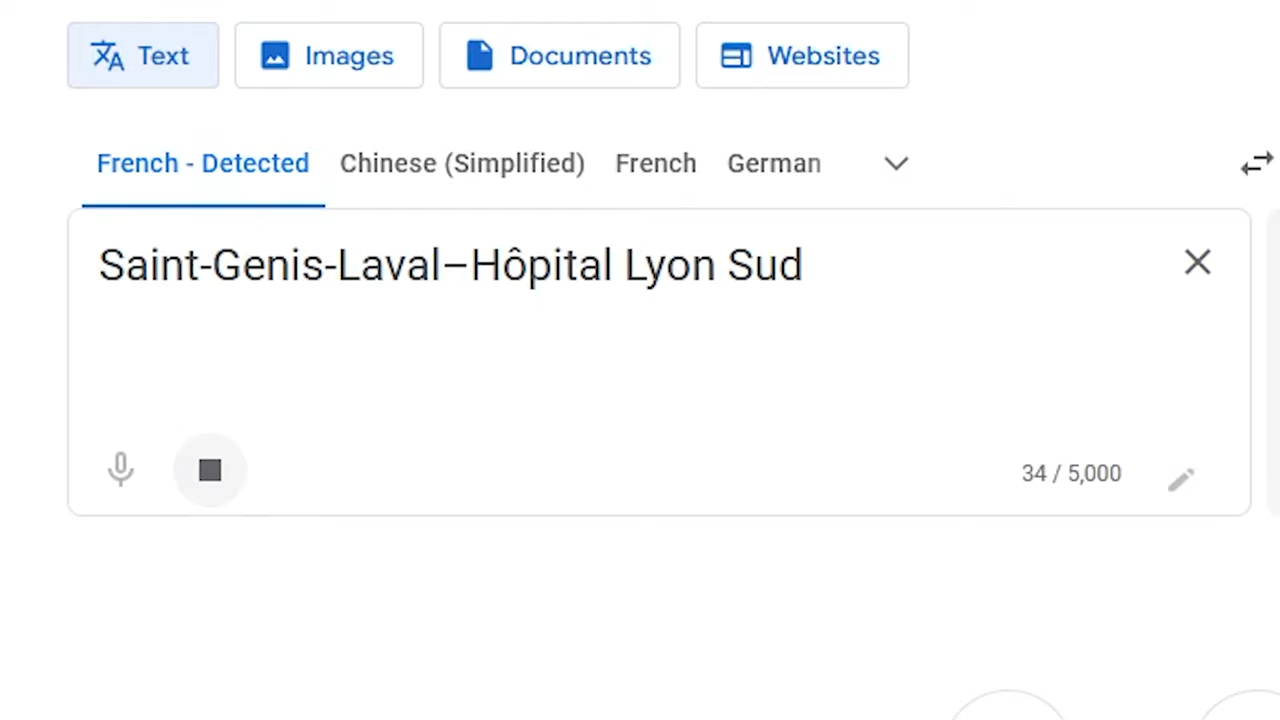 Text Images Documents Websites
French - Detected Chinese (Simplified) French German
Saint-Genis-Laval–Hôpital Lyon Sud
34 / 5,000